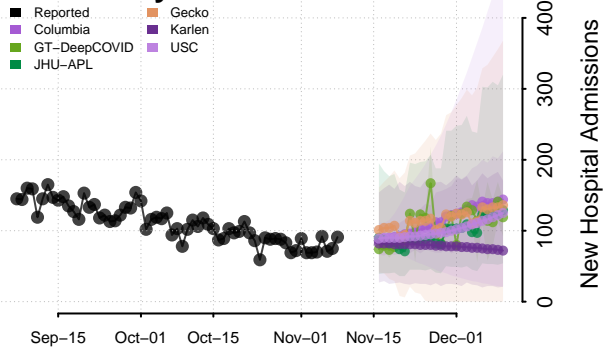 Reported
Columbia
GT−DeepCOVID
JHU−APL
Gecko
Karlen
USC
400
300
200
100
0
New Hospital Admissions
Sep−15 Oct−01 Oct−15 Nov−01 Nov−15 Dec−01